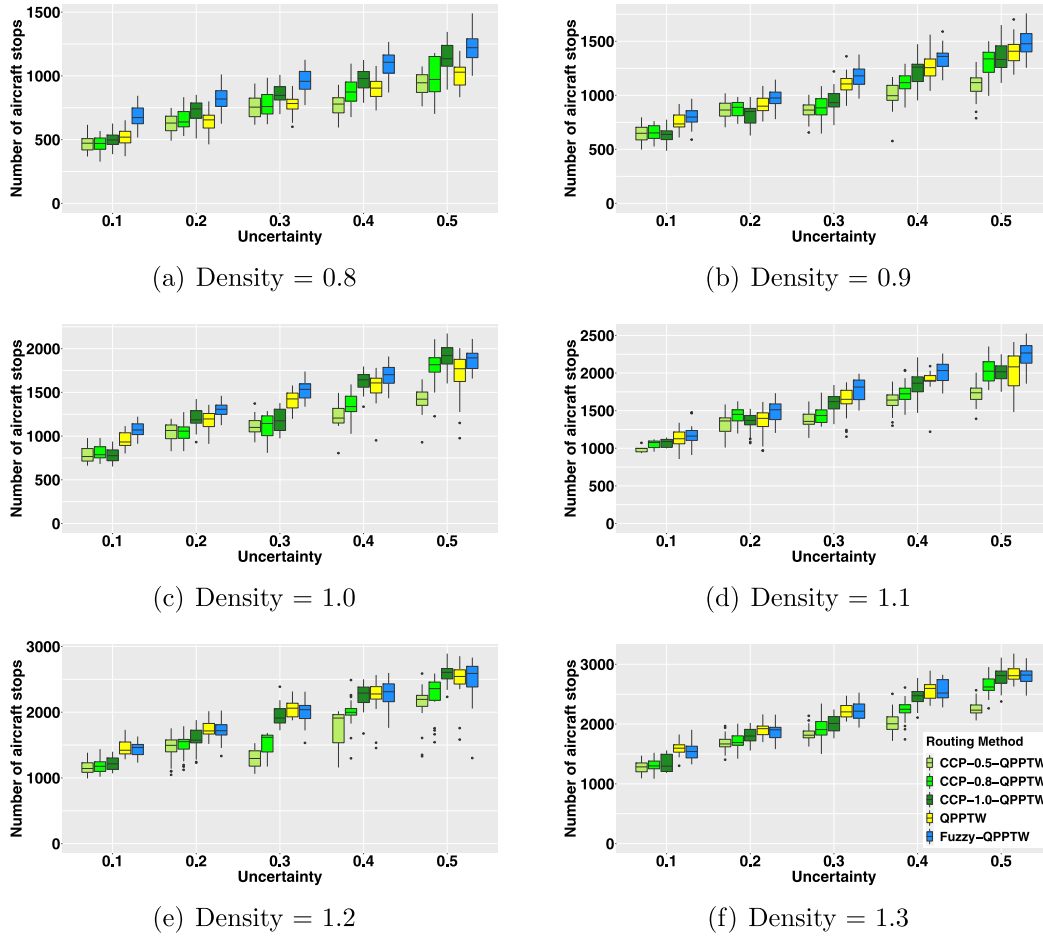 Number of aircraft stops
1500
1000
500
0
0.1 0.2 0.3 0.4 0.5
Uncertainty
(a) Density = 0.8
Number of aircraft stops
1500
1000
500
0
0.1 0.2 0.3 0.4 0.5
Uncertainty
(b) Density = 0.9
Number of aircraft stops
2000
1500
1000
500
0
0.1 0.2 0.3 0.4 0.5
Uncertainty
(c) Density = 1.0
Number of aircraft stops
2500
2000
1500
1000
500
0
0.1 0.2 0.3 0.4 0.5
Uncertainty
(d) Density = 1.1
Number of aircraft stops
3000
2000
1000
0
0.1 0.2 0.3 0.4 0.5
Uncertainty
(e) Density = 1.2
Number of aircraft stops
3000
2000
1000
0
Routing Method
CCP−0.5−QPPTW
CCP−0.8−QPPTW
CCP−1.0−QPPTW
QPPTW
Fuzzy−QPPTW
0.1 0.2 0.3 0.4 0.5
Uncertainty
(f) Density = 1.3